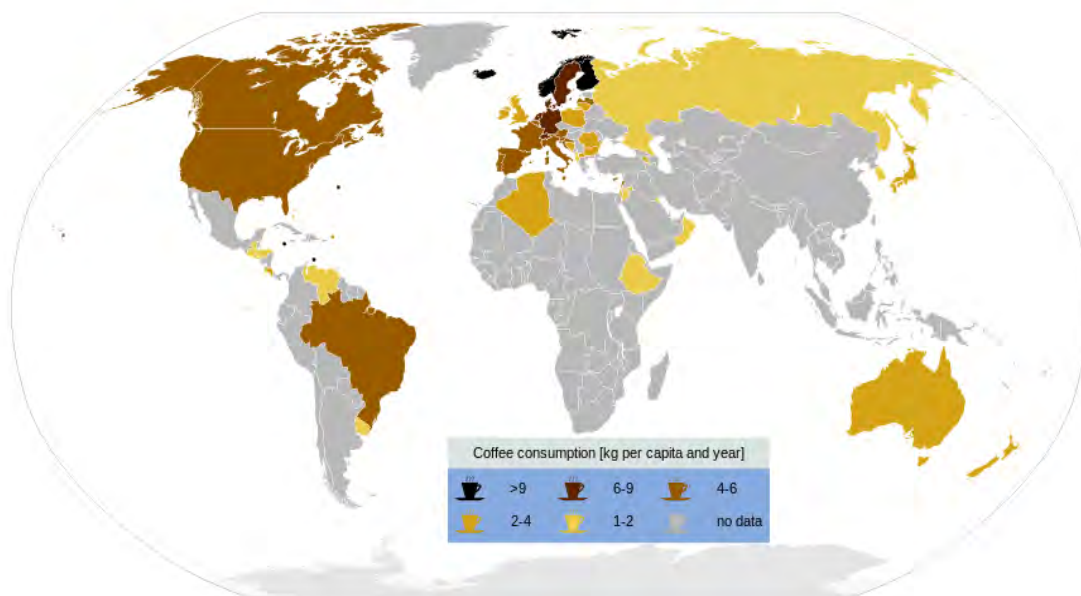 Coffee consumption [kg per capita and year]
>9 6-9 4-6
2-4 1-2 no data